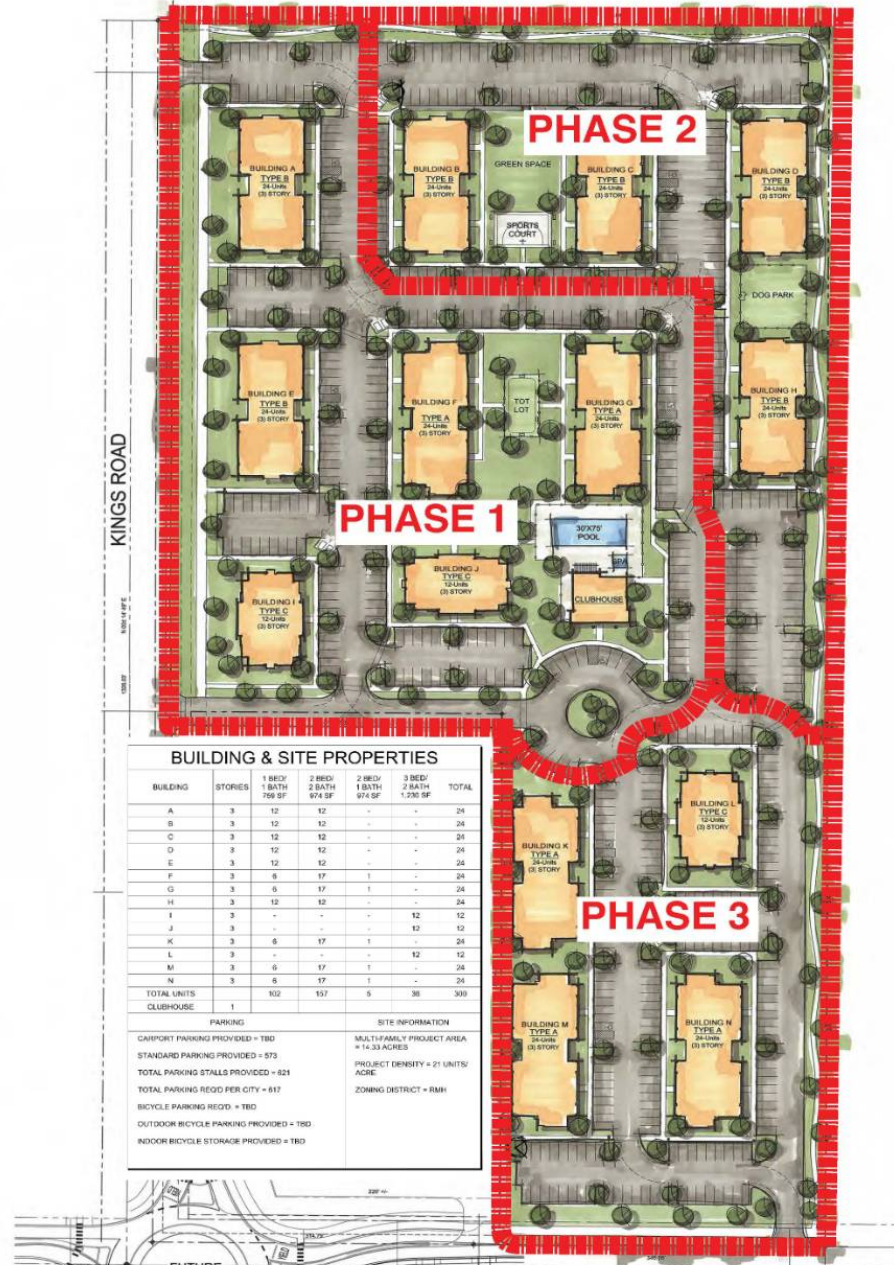 PHASE 2
BUILDING A
TYPE B
24-Units
(3) STORY
BUILDING B
TYPE B
24-Units
(3) STORY
GREEN SPACE
SPORTS
COURT
BUILDING C
TYPE B
24-Units
(3) STORY
BUILDING D
TYPE B
24-Units
(3) STORY
DOG PARK
KINGS ROAD
BUILDING E
TYPE B
24-Units
(3) STORY
BUILDING F
TYPE A
24-Units
(3) STORY
TOT
LOT
BUILDING G
TYPE A
24-Units
(3) STORY
BUILDING H
TYPE B
24-Units
(3) STORY
PHASE 1
30'X75'
POOL
SPA
CLUBHOUSE
BUILDING J
TYPE C
12-Units
(3) STORY
BUILDING I
TYPE C
12-Units
(3) STORY
BUILDING & SITE PROPERTIES
BUILDING STORIES 1 BED/ 1 BATH 769 SF 2 BED/ 2 BATH 974 SF 2 BED/ 1 BATH 974 SF 3 BED/ 2 BATH 1,230 SF TOTAL
A 3 12 12 - - 24
B 3 12 12 - - 24
C 3 12 12 - - 24
D 3 12 12 - - 24
E 3 12 12 - - 24
F 3 6 17 1 - 24
G 3 6 17 1 - 24
H 3 12 12 - - 24
I 3 - - - 12 12
J 3 - - - 12 12
K 3 6 17 1 - 24
L 3 - - - 12 12
M 3 6 17 1 - 24
N 3 6 17 1 - 24
TOTAL UNITS 102 157 5 36 300
CLUBHOUSE 1
PARKING
CARPORT PARKING PROVIDED = TBD
STANDARD PARKING PROVIDED = 573
TOTAL PARKING STALLS PROVIDED = 621
TOTAL PARKING REQ'D PER CITY = 617
BICYCLE PARKING REQ'D. = TBD
OUTDOOR BICYCLE PARKING PROVIDED = TBD
INDOOR BICYCLE STORAGE PROVIDED = TBD
SITE INFORMATION
MULTI-FAMILY PROJECT AREA
= 14.33 ACRES
PROJECT DENSITY = 21 UNITS/
ACRE
ZONING DISTRICT = RMH
BUILDING K
TYPE A
24-Units
(3) STORY
BUILDING L
TYPE C
12-Units
(3) STORY
PHASE 3
BUILDING M
TYPE A
24-Units
(3) STORY
BUILDING N
TYPE A
24-Units
(3) STORY
YIELD
YIELD
FUTURE